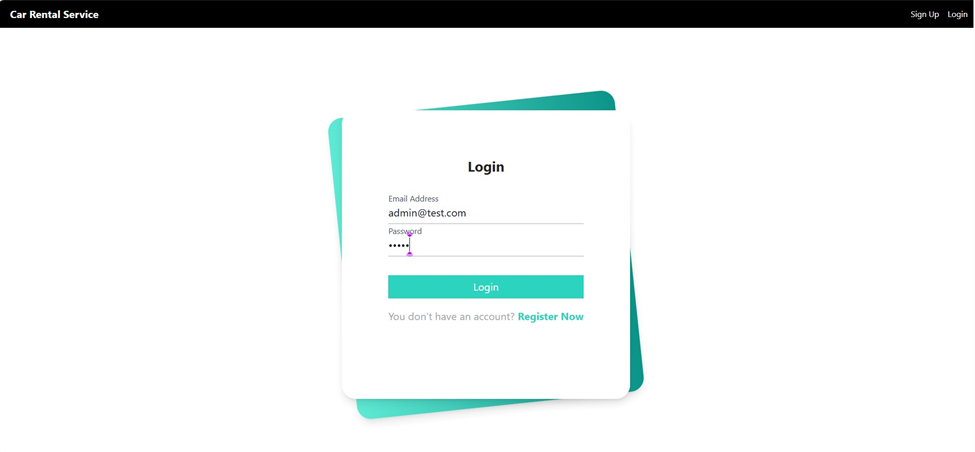 Car Rental Service
Sign Up Login
Login
Email Address
admin@test.com
Password
•••••
Login
You don't have an account? Register Now